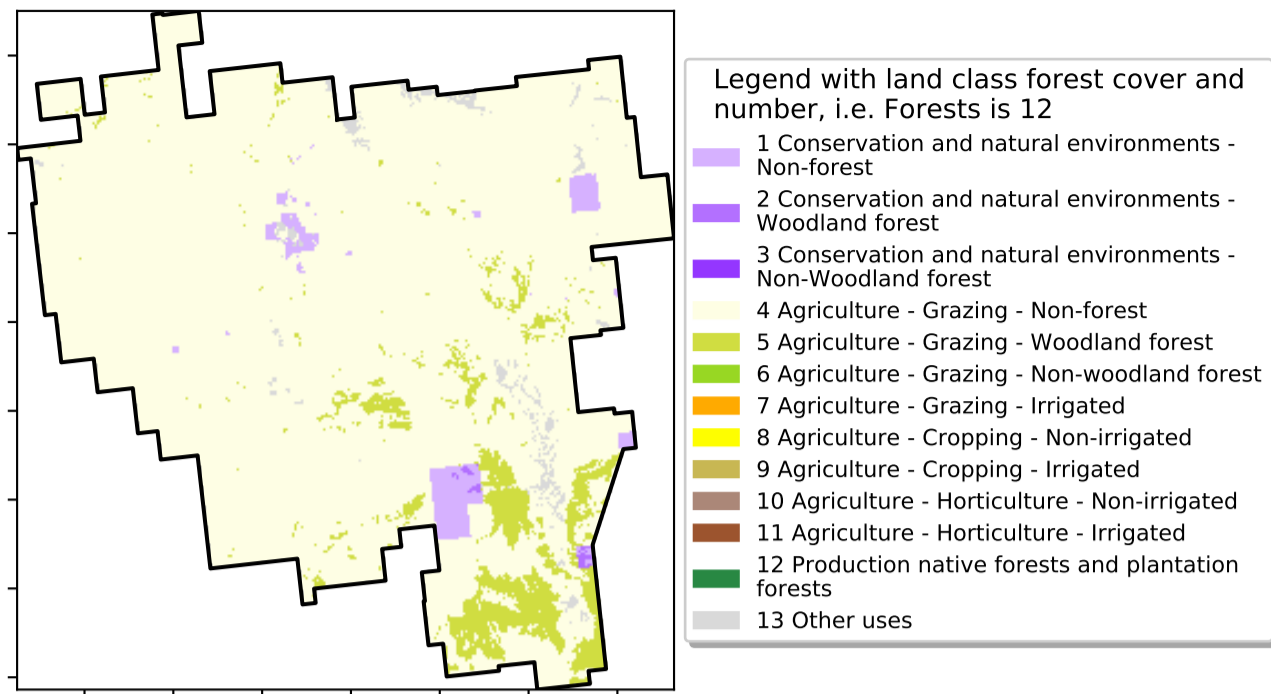 Legend with land class forest cover and
number, i.e. Forests is 12
1 Conservation and natural environments -
Non-forest
2 Conservation and natural environments -
Woodland forest
3 Conservation and natural environments -
Non-Woodland forest
4 Agriculture - Grazing - Non-forest
5 Agriculture - Grazing - Woodland forest
6 Agriculture - Grazing - Non-woodland forest
7 Agriculture - Grazing - Irrigated
8 Agriculture - Cropping - Non-irrigated
9 Agriculture - Cropping - Irrigated
10 Agriculture - Horticulture - Non-irrigated
11 Agriculture - Horticulture - Irrigated
12 Production native forests and plantation
forests
13 Other uses